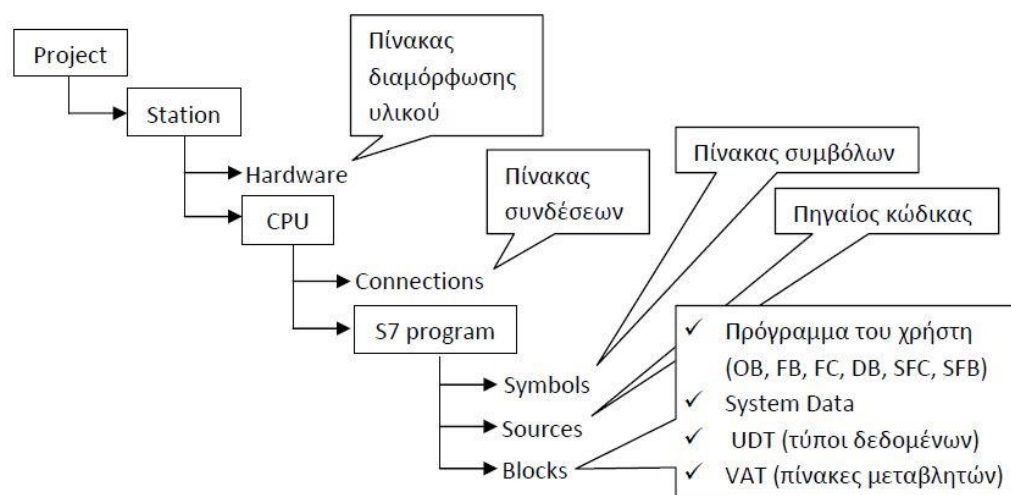 Project
Πίνακας
διαμόρφωσης
υλικού
Station
Hardware
Πίνακας συμβόλων
Πίνακας
συνδέσεων
CPU
Πηγαίος κώδικας
Connections
S7 program
✓ Πρόγραμμα του χρήστη
(OB, FB, FC, DB, SFC, SFB)
✓ System Data
✓ UDT (τύποι δεδομένων)
✓ VAT (πίνακες μεταβλητών)
Symbols
Sources
Blocks